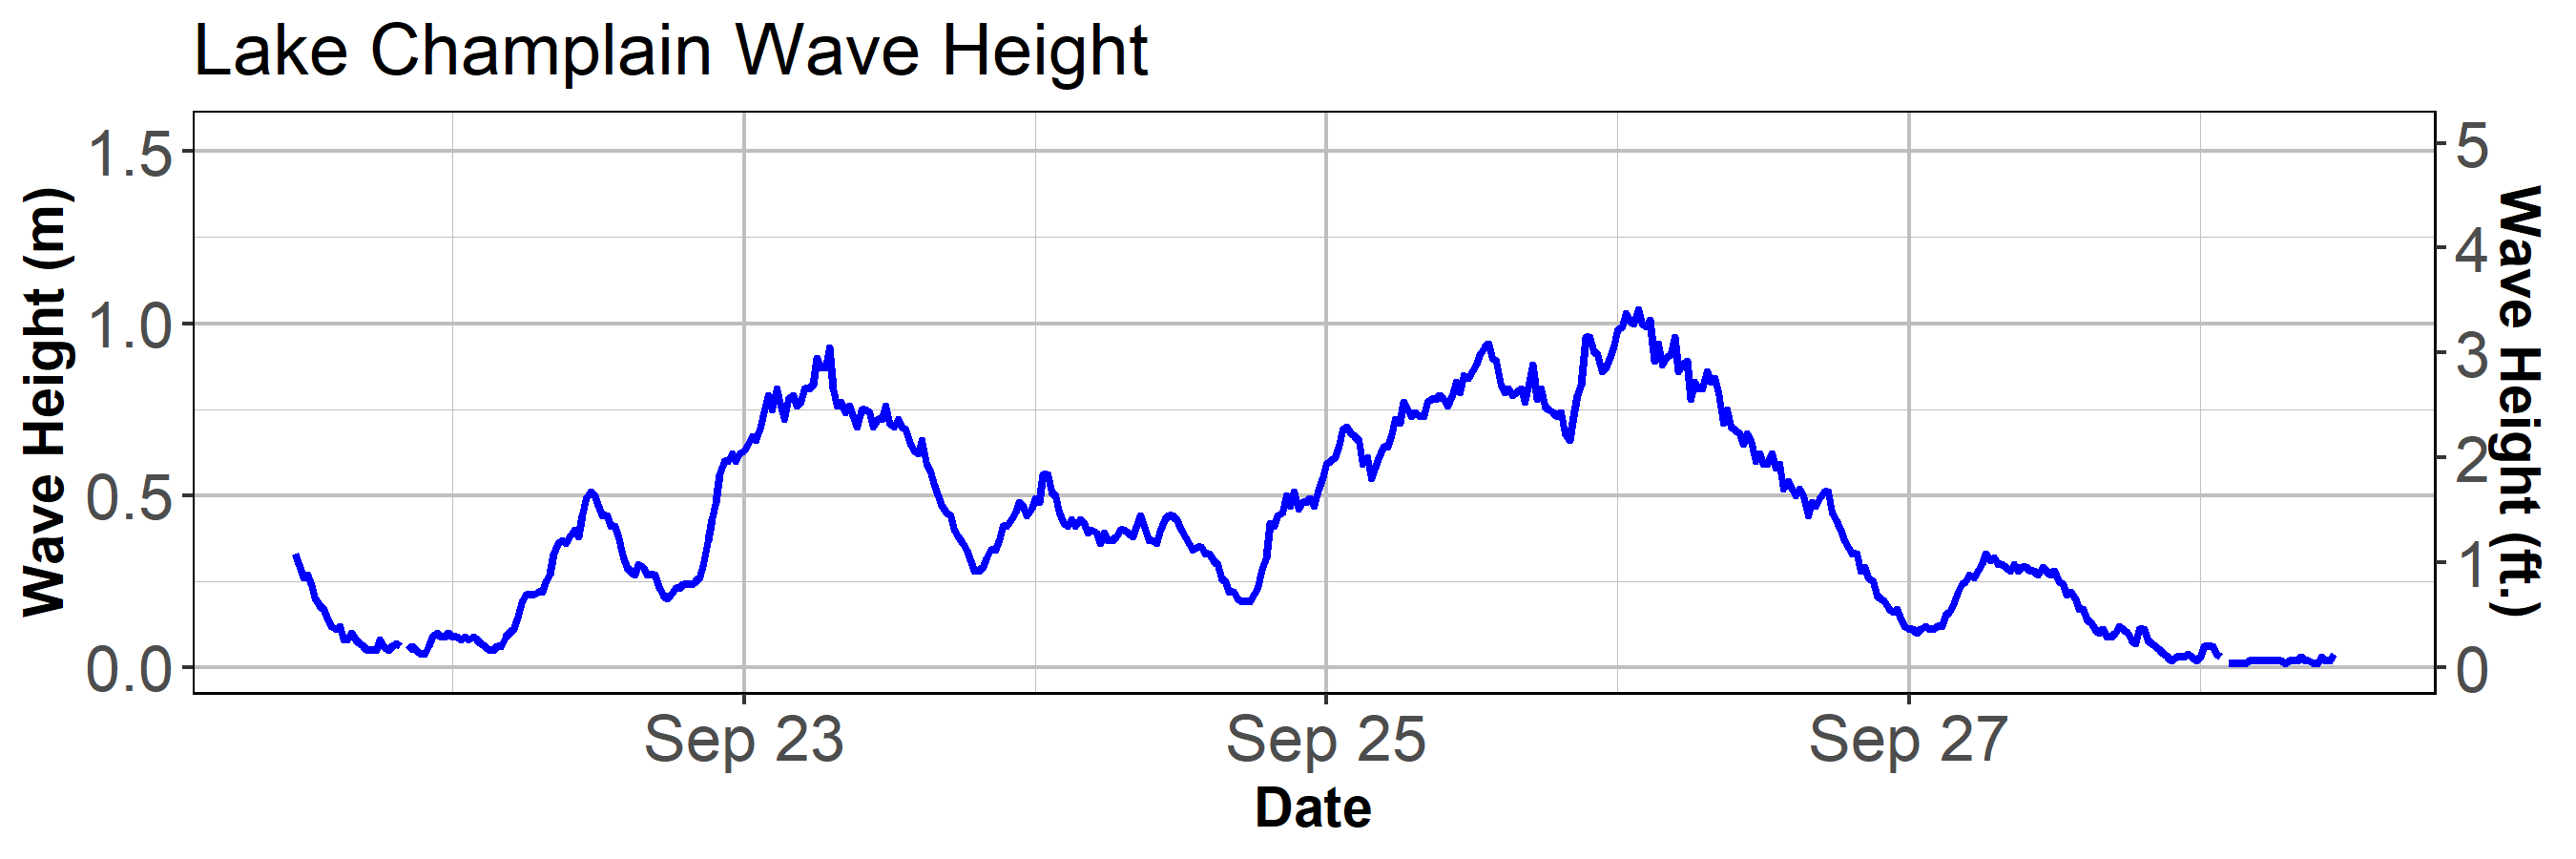 Lake Champlain Wave Height
Wave Height (m)
1.5
1.0
0.5
0.0
5
4
3
2
1
0
Wave Height (ft.)
Sep 23
Sep 25
Sep 27
Date